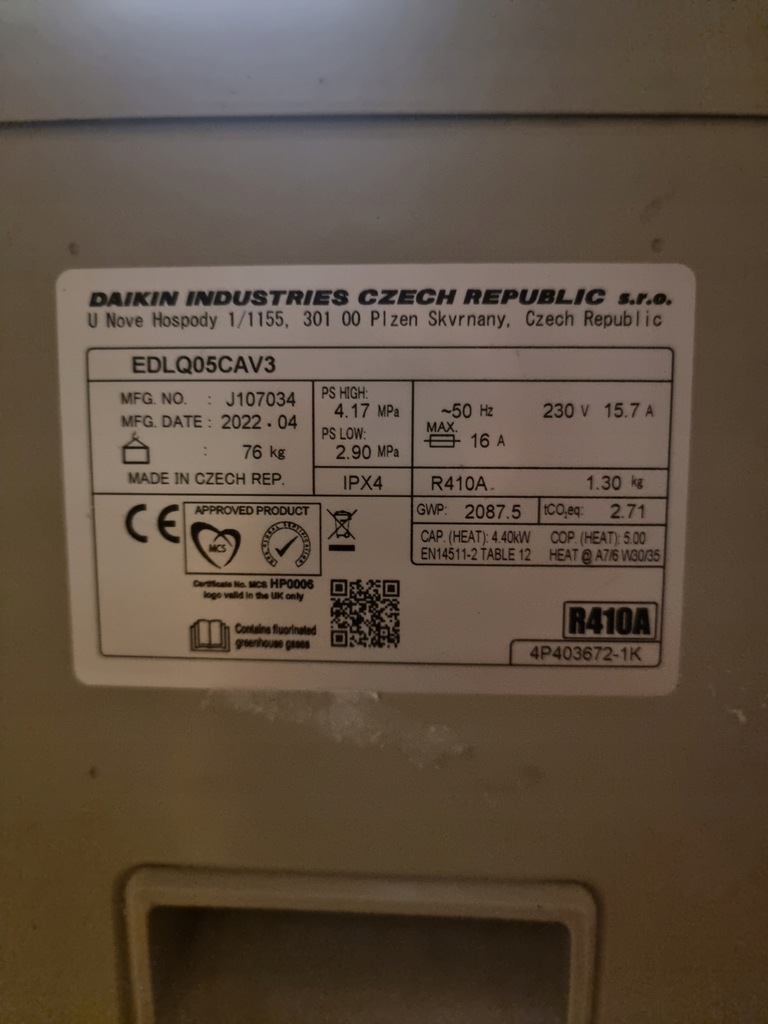 DAIKIN INDUSTRIES CZECH REPUBLIC s.r.o.
U Nove Hospody 1/1155, 301 00 Plzen Skvrnany, Czech Republic
EDLQ05CAV3
MFG. NO. : J107034
MFG. DATE : 2022.04
: 76 kg
MADE IN CZECH REP.
PS HIGH:
4.17 MPa
PS LOW:
2.90 MPa
IPX4
~50 Hz 230 V 15.7 A
MAX.
16 A
R410A. 1.30 kg
GWP: 2087.5 tCO₂eq: 2.71
CAP. (HEAT): 4.40kW COP. (HEAT): 5.00
EN14511-2 TABLE 12 HEAT @ A7/6 W30/35
CE
APPROVED PRODUCT
MCS
Certificate No. MCS HP0006
logo valid in the UK only
Contains fluorinated
greenhouse gases
R410A
4P403672-1K